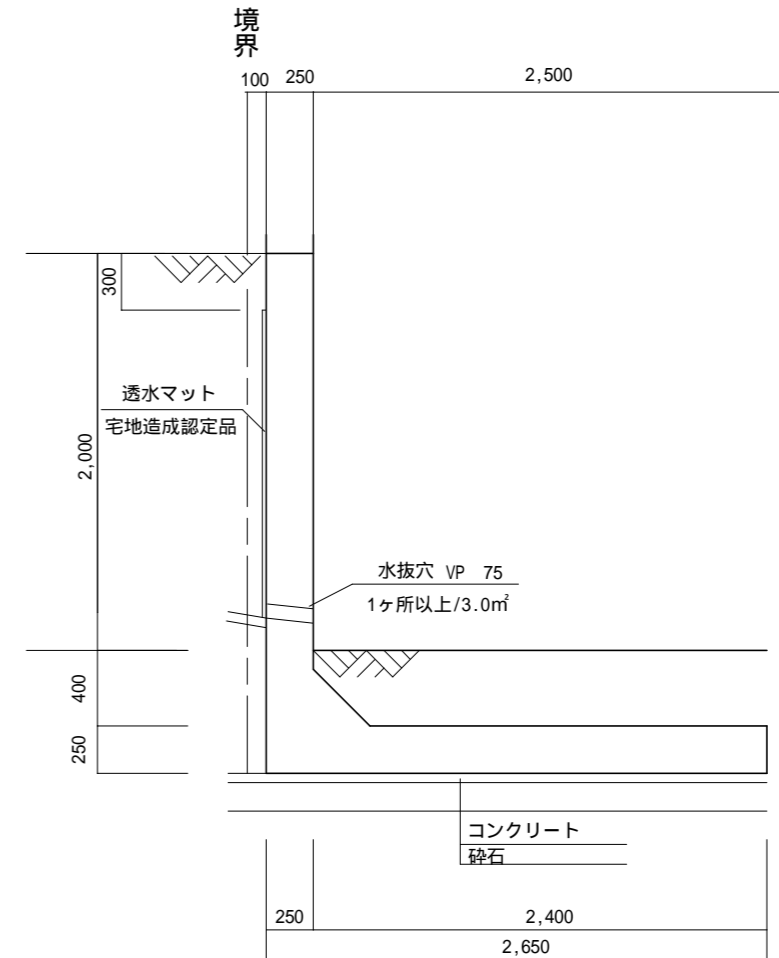 境界
100 250 2,500
300
透水マット
宅地造成認定品
2,000
水抜穴 VP 75
1ヶ所以上/3.0㎡
400
250
コンクリート
砕石
250 2,400
2,650